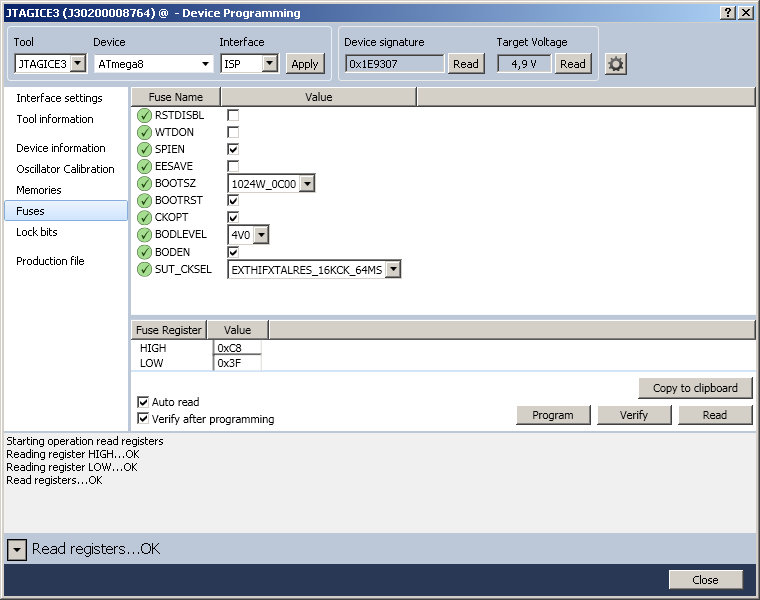 JTAGICE3 (J30200008764) @ - Device Programming
Tool Device Interface Device signature Target Voltage
JTAGICE3 ATmega8 ISP Apply 0x1E9307 Read 4,9 V Read
Interface settings
Tool information
Device information
Oscillator Calibration
Memories
Fuses
Lock bits
Production file
Fuse Name Value
RSTDISBL
WTDON
SPIEN
EESAVE
BOOTSZ 1024W_0C00
BOOTRST
CKOPT
BODLEVEL 4V0
BODEN
SUT_CKSEL EXTHIFXTALRES_16KCK_64MS
Fuse Register Value
HIGH 0xC8
LOW 0x3F
Copy to clipboard
Auto read
Verify after programming
Program Verify Read
Starting operation read registers
Reading register HIGH...OK
Reading register LOW...OK
Read registers...OK
Read registers...OK
Close